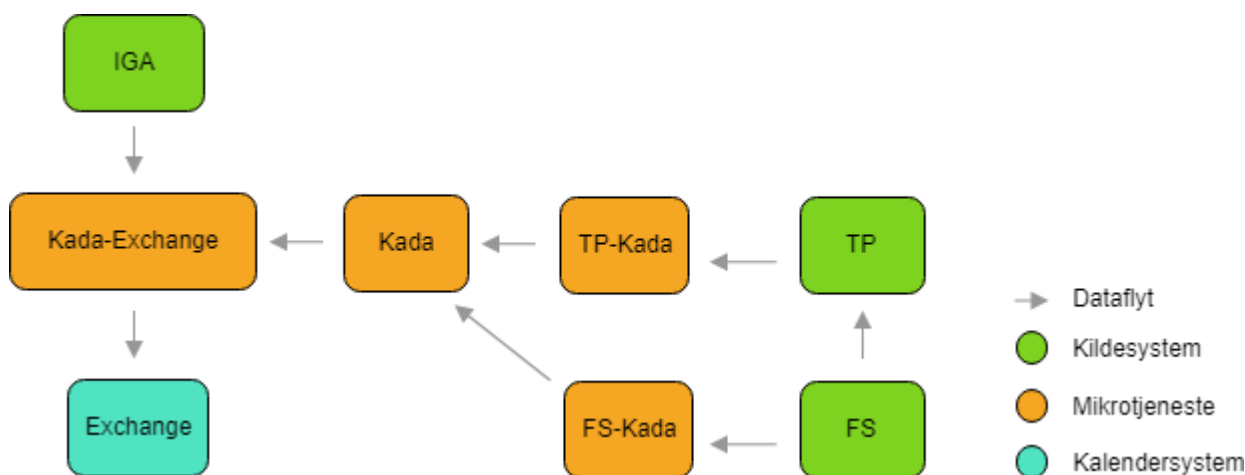 IGA
Kada-Exchange
Kada
TP-Kada
TP
Exchange
FS-Kada
FS
Dataflyt
Kildesystem
Mikrotjeneste
Kalendersystem